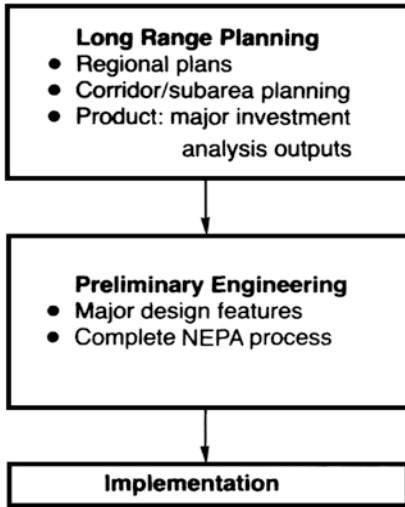 Long Range Planning
● Regional plans
● Corridor/subarea planning
● Product: major investment
analysis outputs
Preliminary Engineering
● Major design features
● Complete NEPA process
Implementation